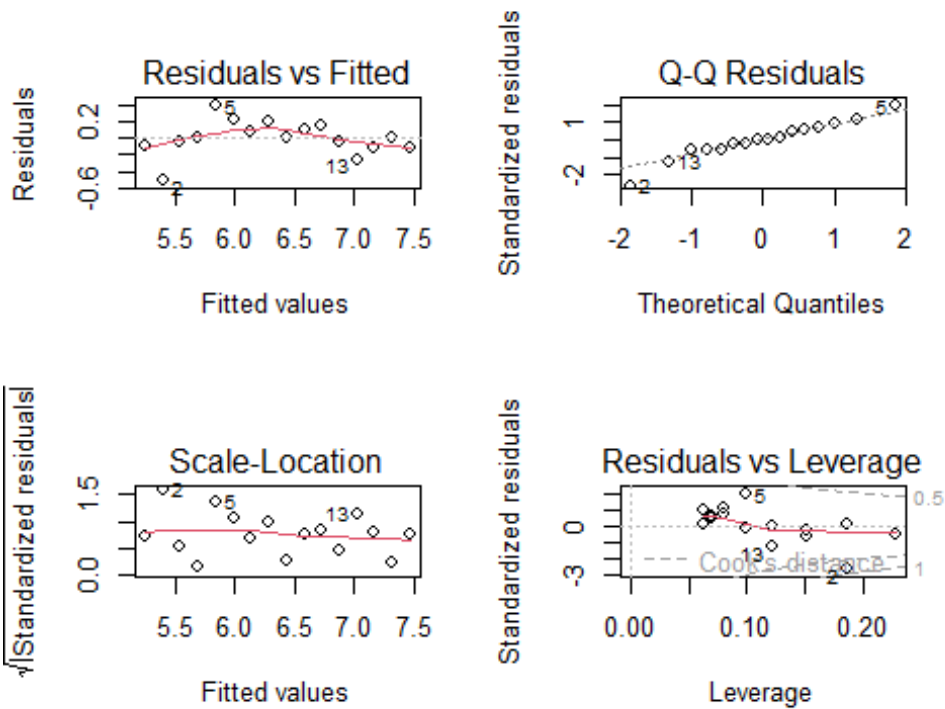 Residuals vs Fitted
Residuals
0.2
-0.6
5
2
13
5.5 6.0 6.5 7.0 7.5
Fitted values
Q-Q Residuals
Standardized residuals
1
-2
5
13
2
-2 -1 0 1 2
Theoretical Quantiles
Scale-Location
√|Standardized residuals|
1.5
0.0
2
5
13
5.5 6.0 6.5 7.0 7.5
Fitted values
Residuals vs Leverage
Standardized residuals
0
-3
5
0.5
13
Cook's distance
1
2
0.00 0.10 0.20
Leverage